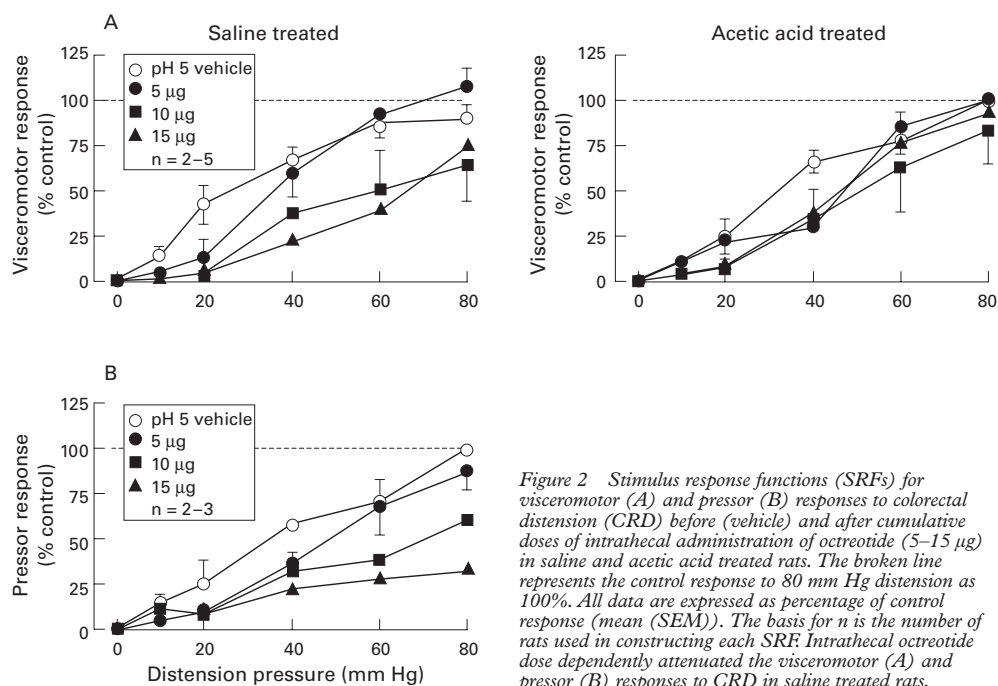 A
Saline treated
Acetic acid treated
Visceromotor response
(% control)
125
100
75
50
25
0
pH 5 vehicle
5 µg
10 µg
15 µg
n = 2–5
0
20
40
60
80
Visceromotor response
(% control)
125
100
75
50
25
0
0
20
40
60
80
B
Pressor response
(% control)
125
100
75
50
25
0
pH 5 vehicle
5 µg
10 µg
15 µg
n = 2–3
0
20
40
60
80
Distension pressure (mm Hg)
Figure 2 Stimulus response functions (SRFs) for
visceromotor (A) and pressor (B) responses to colorectal
distension (CRD) before (vehicle) and after cumulative
doses of intrathecal administration of octreotide (5–15 µg)
in saline and acetic acid treated rats. The broken line
represents the control response to 80 mm Hg distension as
100%. All data are expressed as percentage of control
response (mean (SEM)). The basis for n is the number of
rats used in constructing each SRF. Intrathecal octreotide
dose dependently attenuated the visceromotor (A) and
pressor (B) responses to CRD in saline treated rats.